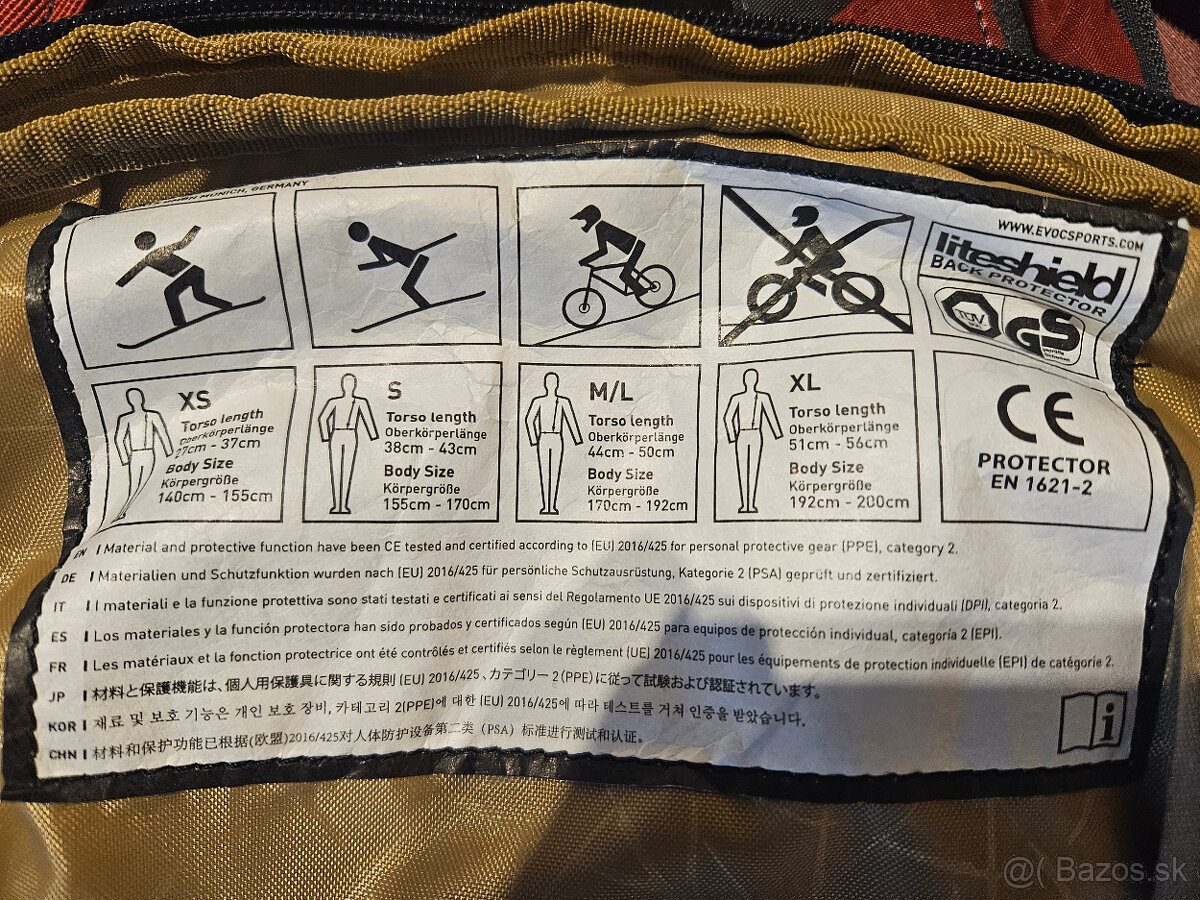 MUNICH, GERMANY
WWW.EVOCSPORTS.COM
liteshield
BACK PROTECTOR
TÜV
GS
geprüfte
Sicherheit
XS
Torso length
Oberkörperlänge
27cm - 37cm
Body Size
Körpergröße
140cm - 155cm
S
Torso length
Oberkörperlänge
38cm - 43cm
Body Size
Körpergröße
155cm - 170cm
M/L
Torso length
Oberkörperlänge
44cm - 50cm
Body Size
Körpergröße
170cm - 192cm
XL
Torso length
Oberkörperlänge
51cm - 56cm
Body Size
Körpergröße
192cm - 200cm
CE
PROTECTOR
EN 1621-2
EN I Material and protective function have been CE tested and certified according to (EU) 2016/425 for personal protective gear (PPE), category 2.
DE I Materialien und Schutzfunktion wurden nach (EU) 2016/425 für persönliche Schutzausrüstung, Kategorie 2 (PSA) geprüft und zertifiziert.
IT I I materiali e la funzione protettiva sono stati testati e certificati ai sensi del Regolamento UE 2016/425 sui dispositivi di protezione individuali (DPI), categoria 2.
ES I Los materiales y la función protectora han sido probados y certificados según (EU) 2016/425 para equipos de protección individual, categoría 2 (EPI).
FR I Les matériaux et la fonction protectrice ont été contrôlés et certifiés selon le règlement (UE) 2016/425 pour les équipements de protection individuelle (EPI) de catégorie 2.
JP I 材料と保護機能は、個人用保護具に関する規則 (EU) 2016/425、カテゴリー 2 (PPE) に従って試験および認証されています。
KOR I 재료 및 보호 기능은 개인 보호 장비, 카테고리 2(PPE)에 대한 (EU) 2016/425에 따라 테스트를 거쳐 인증을 받았습니다.
CHN I 材料和保护功能已根据(欧盟)2016/425对人体防护设备第二类（PSA）标准进行测试和认证。
i
@( Bazos.sk